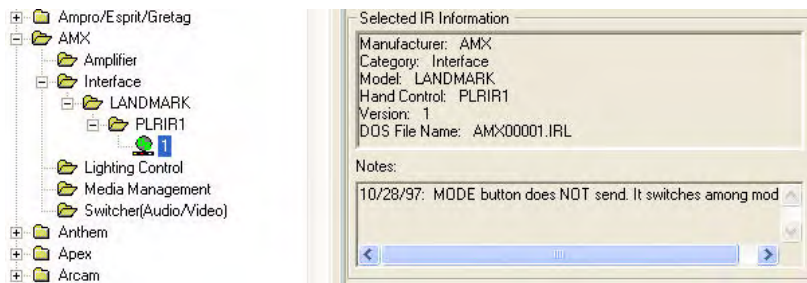 Ampro/Esprit/Gretag
AMX
Amplifier
Interface
LANDMARK
PLRIR1
1
Lighting Control
Media Management
Switcher(Audio/Video)
Anthem
Apex
Arcam
Selected IR Information
Manufacturer: AMX
Category: Interface
Model: LANDMARK
Hand Control: PLRIR1
Version: 1
DOS File Name: AMX00001.IRL
Notes:
10/28/97: MODE button does NOT send. It switches among mod